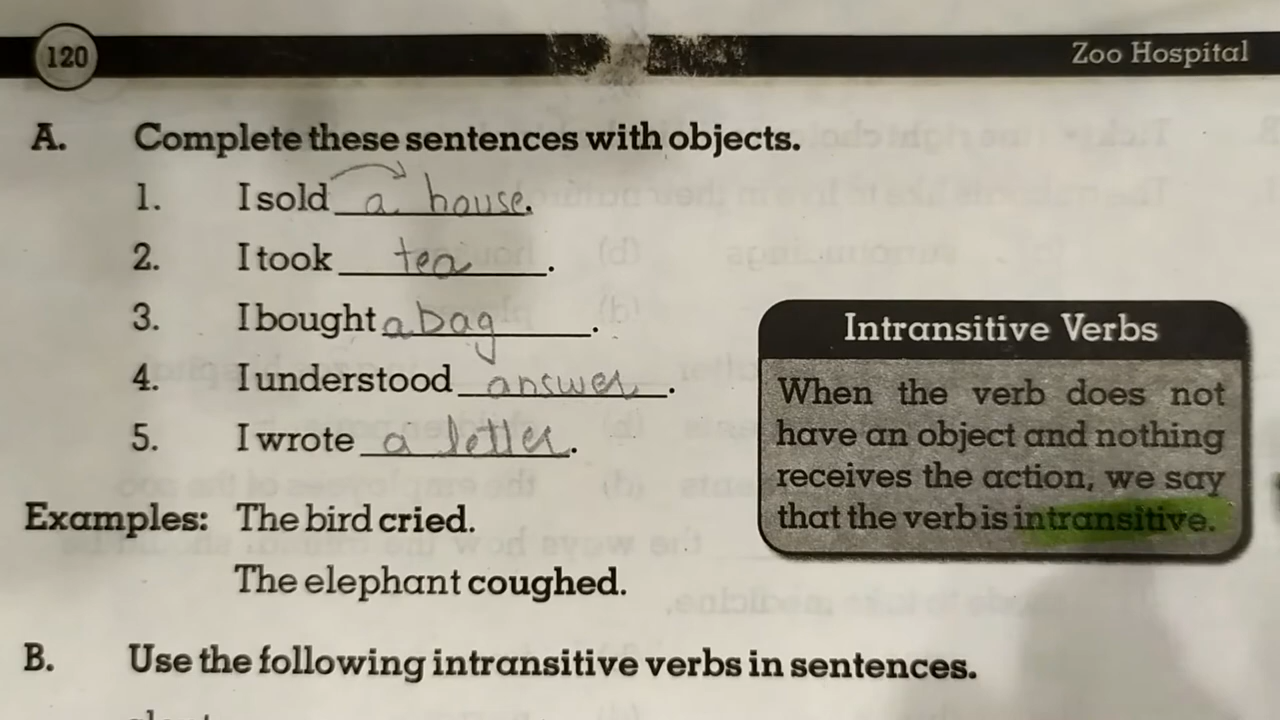 120 Zoo Hospital
A. Complete these sentences with objects.
1. I sold a house.
2. I took tea.
3. I bought a bag.
4. I understood answer.
5. I wrote a letter.
Intransitive Verbs
When the verb does not
have an object and nothing
receives the action, we say
that the verb is intransitive.
Examples: The bird cried.
The elephant coughed.
B. Use the following intransitive verbs in sentences.